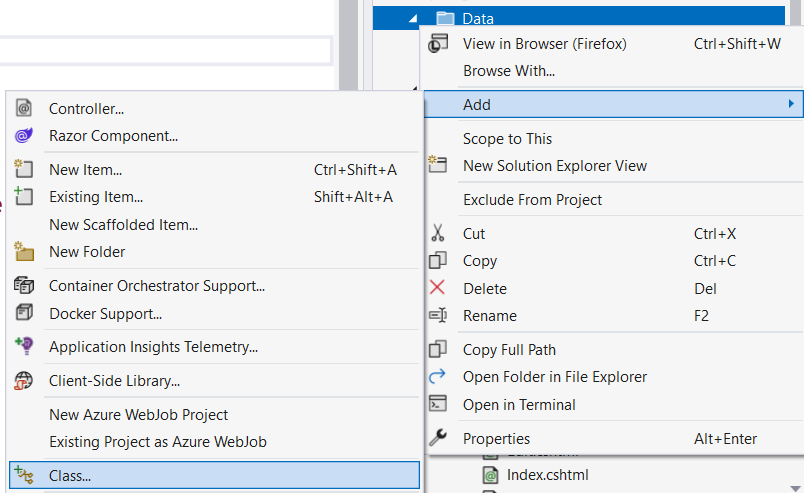 Data
View in Browser (Firefox) Ctrl+Shift+W
Browse With...
Add
Scope to This
New Solution Explorer View
Exclude From Project
Cut Ctrl+X
Copy Ctrl+C
Delete Del
Rename F2
Copy Full Path
Open Folder in File Explorer
Open in Terminal
Properties Alt+Enter
Index.cshtml
Controller...
Razor Component...
New Item... Ctrl+Shift+A
Existing Item... Shift+Alt+A
New Scaffolded Item...
New Folder
Container Orchestrator Support...
Docker Support...
Application Insights Telemetry...
Client-Side Library...
New Azure WebJob Project
Existing Project as Azure WebJob
Class...